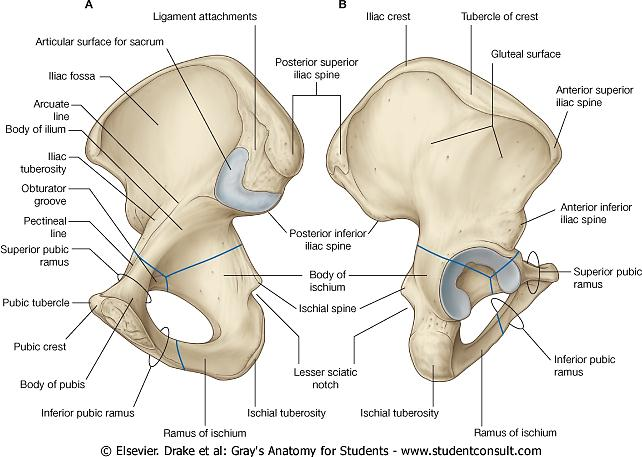 A
Ligament attachments
Articular surface for sacrum
Iliac fossa
Arcuate
line
Body of ilium
Iliac
tuberosity
Obturator
groove
Pectineal
line
Superior pubic
ramus
Pubic tubercle
Pubic crest
Body of pubis
Inferior pubic ramus
Ramus of ischium
Posterior superior
iliac spine
Posterior inferior
iliac spine
Body of
ischium
Ischial spine
Lesser sciatic
notch
Ischial tuberosity
B
Iliac crest
Tubercle of crest
Gluteal surface
Anterior superior
iliac spine
Anterior inferior
iliac spine
Superior pubic
ramus
Inferior pubic
ramus
Ischial tuberosity
Ramus of ischium
© Elsevier. Drake et al: Gray's Anatomy for Students - www.studentconsult.com